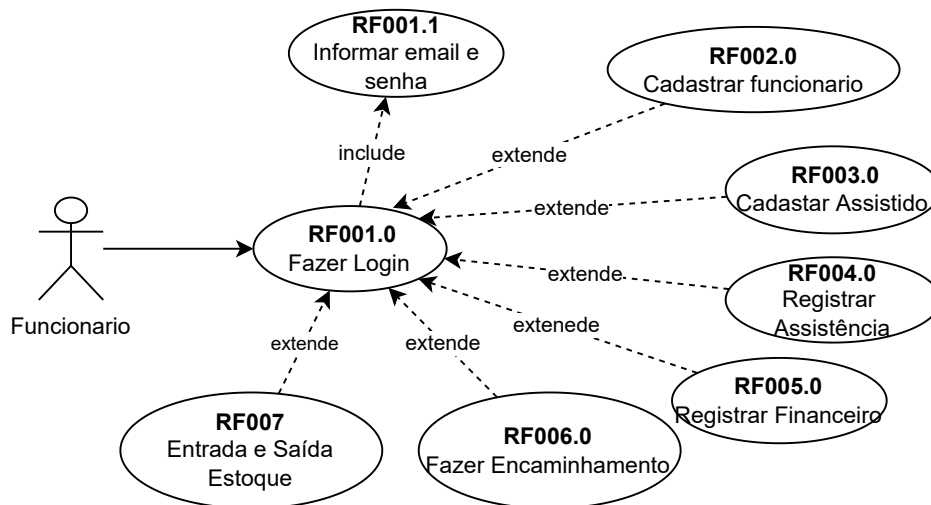 RF001.1
Informar email e
senha
RF002.0
Cadastrar funcionario
include
extende
RF003.0
Cadastar Assistido
extende
RF001.0
Fazer Login
Funcionario
extende
RF004.0
Registrar
Assistência
extenede
extende
extende
RF005.0
Registrar Financeiro
RF007
Entrada e Saída
Estoque
RF006.0
Fazer Encaminhamento